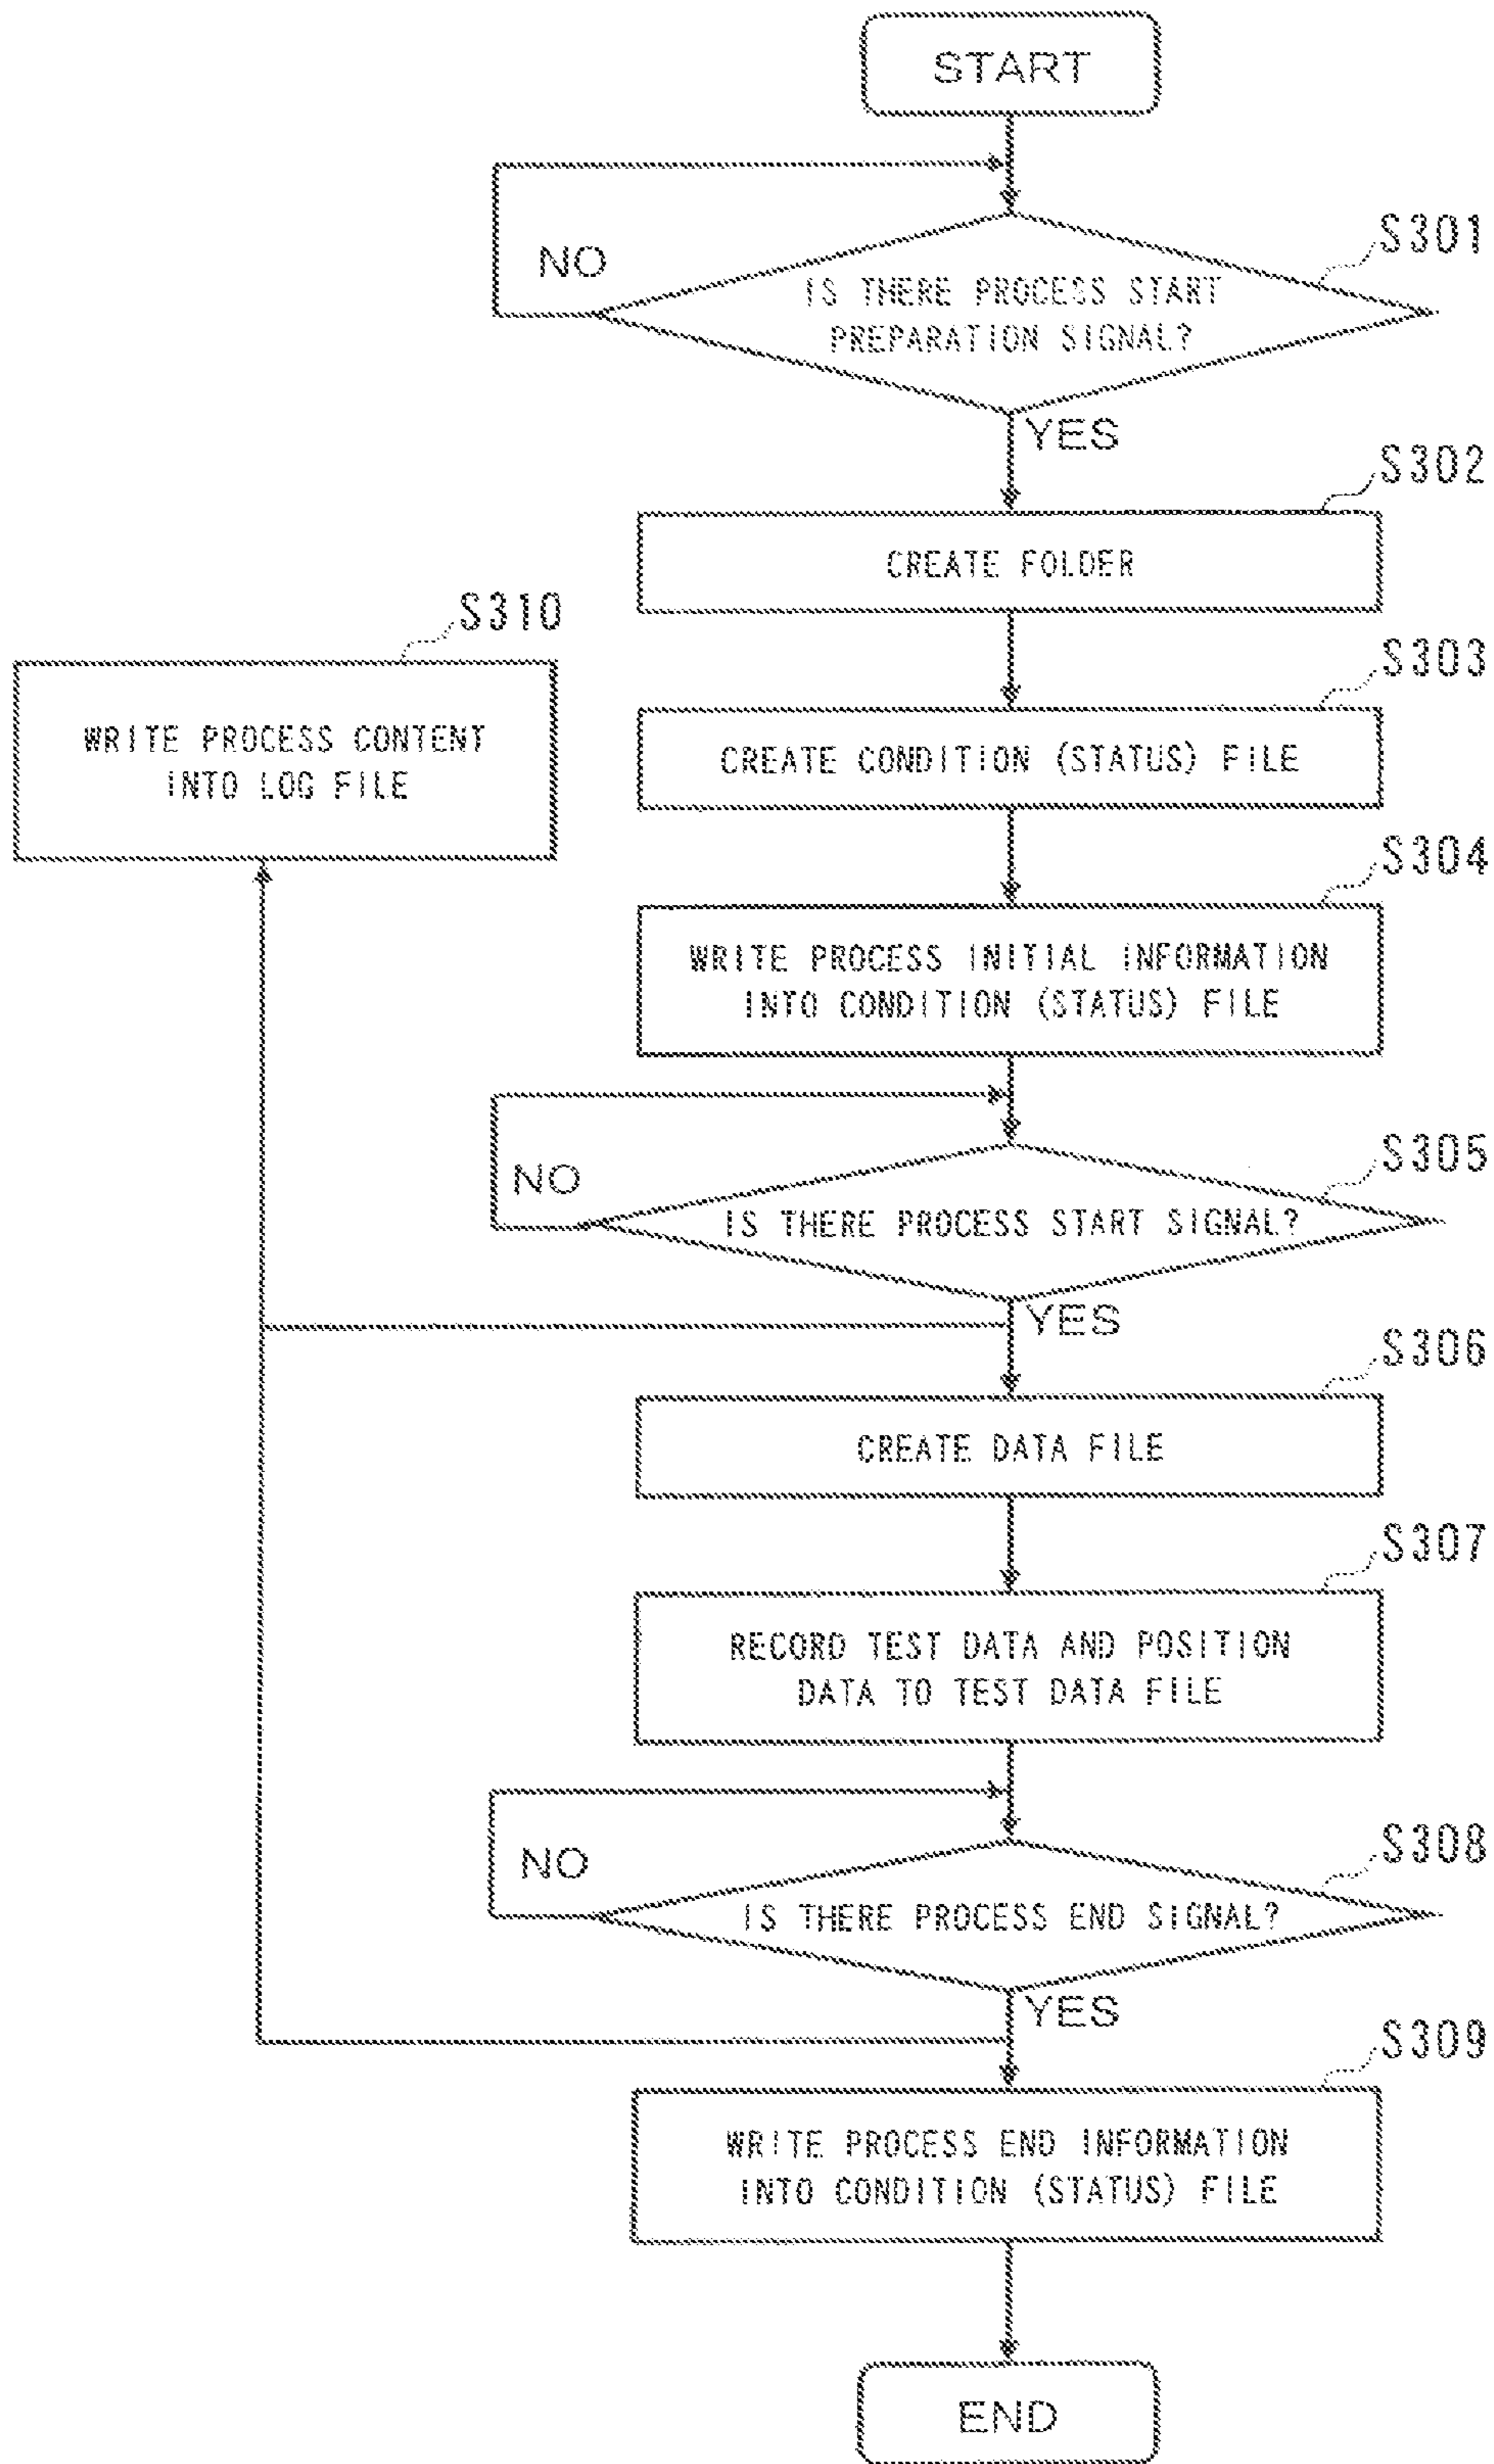 START
NO
S301
IS THERE PROCESS START
PREPARATION SIGNAL?
YES
S302
CREATE FOLDER
S310
WRITE PROCESS CONTENT
INTO LOG FILE
S303
CREATE CONDITION (STATUS) FILE
S304
WRITE PROCESS INITIAL INFORMATION
INTO CONDITION (STATUS) FILE
S305
NO
IS THERE PROCESS START SIGNAL?
YES
S306
CREATE DATA FILE
S307
RECORD TEST DATA AND POSITION
DATA TO TEST DATA FILE
S308
NO
IS THERE PROCESS END SIGNAL?
YES
S309
WRITE PROCESS END INFORMATION
INTO CONDITION (STATUS) FILE
END